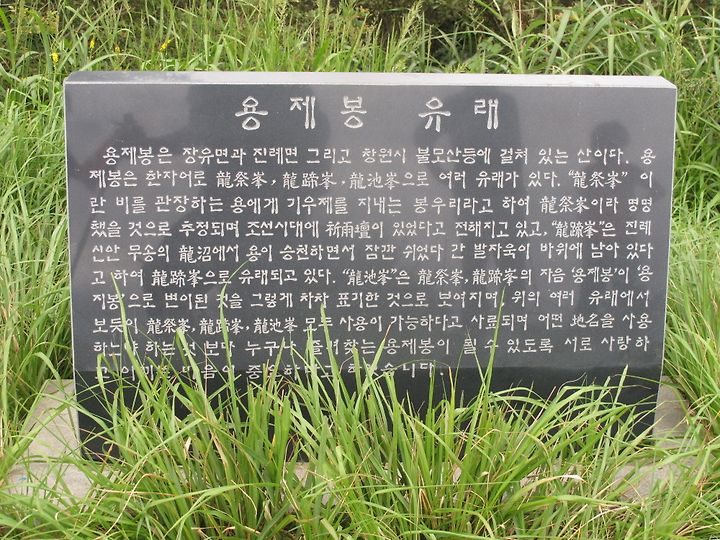 용제봉 유래
용제봉은 장유면과 진례면 그리고 창원시 불모산등에 걸쳐 있는 산이다. 용
제봉은 한자어로 龍祭峯, 龍蹄峯, 龍池峯으로 여러 유래가 있다. “龍祭峯” 이
란 비를 관장하는 용에게 기우제를 지내는 봉우리라고 하여 龍祭峯이라 명명
했을 것으로 추정되며 조선시대에 祈雨壇이 있었다고 전해지고 있고, “龍蹄峯”은 진례
신안 무송의 龍沼에서 용이 승천하면서 잠깐 쉬었다 간 발자욱이 바위에 남아 있다
고 하여 龍蹄峯으로 유래되고 있다. “龍池峯”은 龍祭峯, 龍蹄峯의 자음 ‘용제봉’이 ‘용
지봉’으로 변이된 것을 그렇게 차차 표기한 것으로 보여지며, 위의 여러 유래에서
보듯이 龍祭峯, 龍蹄峯, 龍池峯 모두 사용이 가능하다고 사료되며 어떤 地名을 사용
하느냐 하는 것 보다 누구나 즐겨찾는 용제봉이 될 수 있도록 서로 사랑하